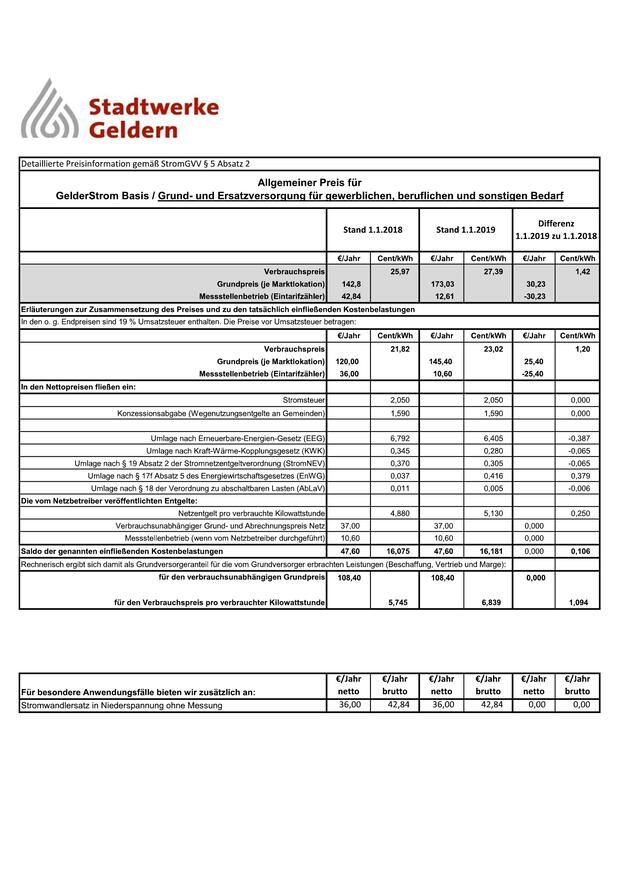 Stadtwerke
Geldern
Detaillierte Preisinformation gemäß StromGVV § 5 Absatz 2
Allgemeiner Preis für
GelderStrom Basis / Grund- und Ersatzversorgung für gewerblichen, beruflichen und sonstigen Bedarf
Stand 1.1.2018 Stand 1.1.2019 Differenz 1.1.2019 zu 1.1.2018
€/Jahr Cent/kWh €/Jahr Cent/kWh €/Jahr Cent/kWh
Verbrauchspreis 25,97 27,39 1,42
Grundpreis (je Marktlokation) 142,8 173,03 30,23
Messstellenbetrieb (Eintarifzähler) 42,84 12,61 -30,23
Erläuterungen zur Zusammensetzung des Preises und zu den tatsächlich einfließenden Kostenbelastungen
In den o. g. Endpreisen sind 19 % Umsatzsteuer enthalten. Die Preise vor Umsatzsteuer betragen:
€/Jahr Cent/kWh €/Jahr Cent/kWh €/Jahr Cent/kWh
Verbrauchspreis 21,82 23,02 1,20
Grundpreis (je Marktlokation) 120,00 145,40 25,40
Messstellenbetrieb (Eintarifzähler) 36,00 10,60 -25,40
In den Nettopreisen fließen ein:
Stromsteuer 2,050 2,050 0,000
Konzessionsabgabe (Wegenutzungsentgelte an Gemeinden) 1,590 1,590 0,000
Umlage nach Erneuerbare-Energien-Gesetz (EEG) 6,792 6,405 -0,387
Umlage nach Kraft-Wärme-Kopplungsgesetz (KWK) 0,345 0,280 -0,065
Umlage nach § 19 Absatz 2 der Stromnetzentgeltverordnung (StromNEV) 0,370 0,305 -0,065
Umlage nach § 17f Absatz 5 des Energiewirtschaftsgesetzes (EnWG) 0,037 0,416 0,379
Umlage nach § 18 der Verordnung zu abschaltbaren Lasten (AbLaV) 0,011 0,005 -0,006
Die vom Netzbetreiber veröffentlichten Entgelte:
Netzentgelt pro verbrauchte Kilowattstunde 4,880 5,130 0,250
Verbrauchsunabhängiger Grund- und Abrechnungspreis Netz 37,00 37,00 0,000
Messstellenbetrieb (wenn vom Netzbetreiber durchgeführt) 10,60 10,60 0,000
Saldo der genannten einfließenden Kostenbelastungen 47,60 16,075 47,60 16,181 0,000 0,106
Rechnerisch ergibt sich damit als Grundversorgeranteil für die vom Grundversorger erbrachten Leistungen (Beschaffung, Vertrieb und Marge):
für den verbrauchsunabhängigen Grundpreis 108,40 108,40 0,000
für den Verbrauchspreis pro verbrauchter Kilowattstunde 5,745 6,839 1,094
€/Jahr €/Jahr €/Jahr €/Jahr €/Jahr €/Jahr
Für besondere Anwendungsfälle bieten wir zusätzlich an: netto brutto netto brutto netto brutto
Stromwandlersatz in Niederspannung ohne Messung 36,00 42,84 36,00 42,84 0,00 0,00